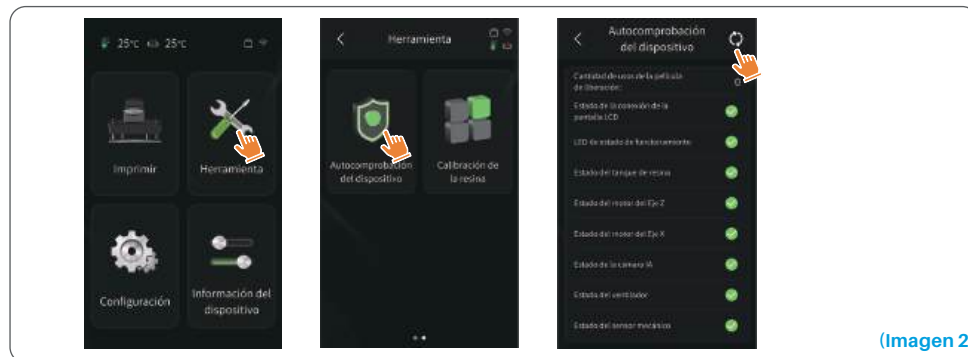 25°C 25°C
Imprimir
Herramienta
Configuración
Información del
dispositivo
Herramienta
Autocomprobación
del dispositivo
Calibración de
la resina
Autocomprobación
del dispositivo
Cantidad de usos de la película
de liberación:
0
Estado de la conexión de la
pantalla LCD
LED de estado de funcionamiento
Estado del tanque de resina
Estado del motor del Eje Z
Estado del motor del Eje X
Estado de la cámara IA
Estado del ventilador
Estado del sensor mecánico
(Imagen 2